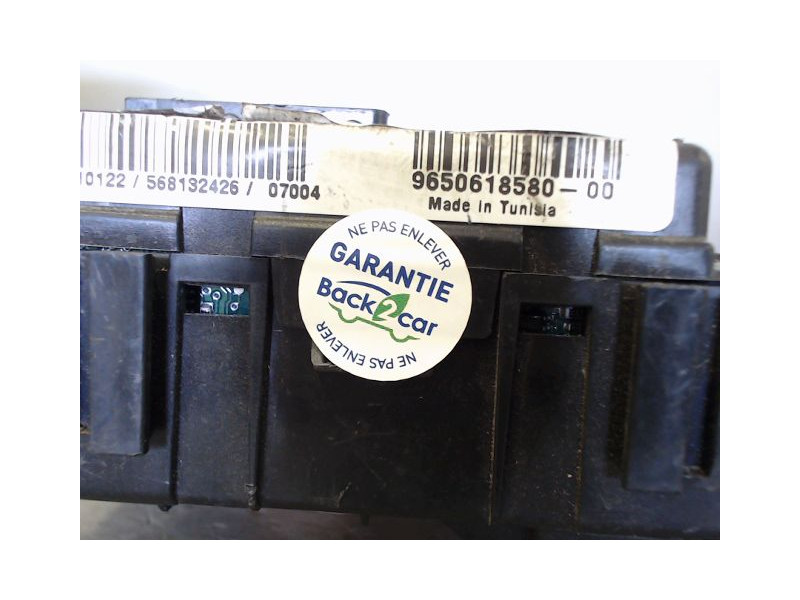 10122 / 568132426 / 07004
9650618580-00
Made in Tunisia
NE PAS ENLEVER
GARANTIE
Back2car
NE PAS ENLEVER